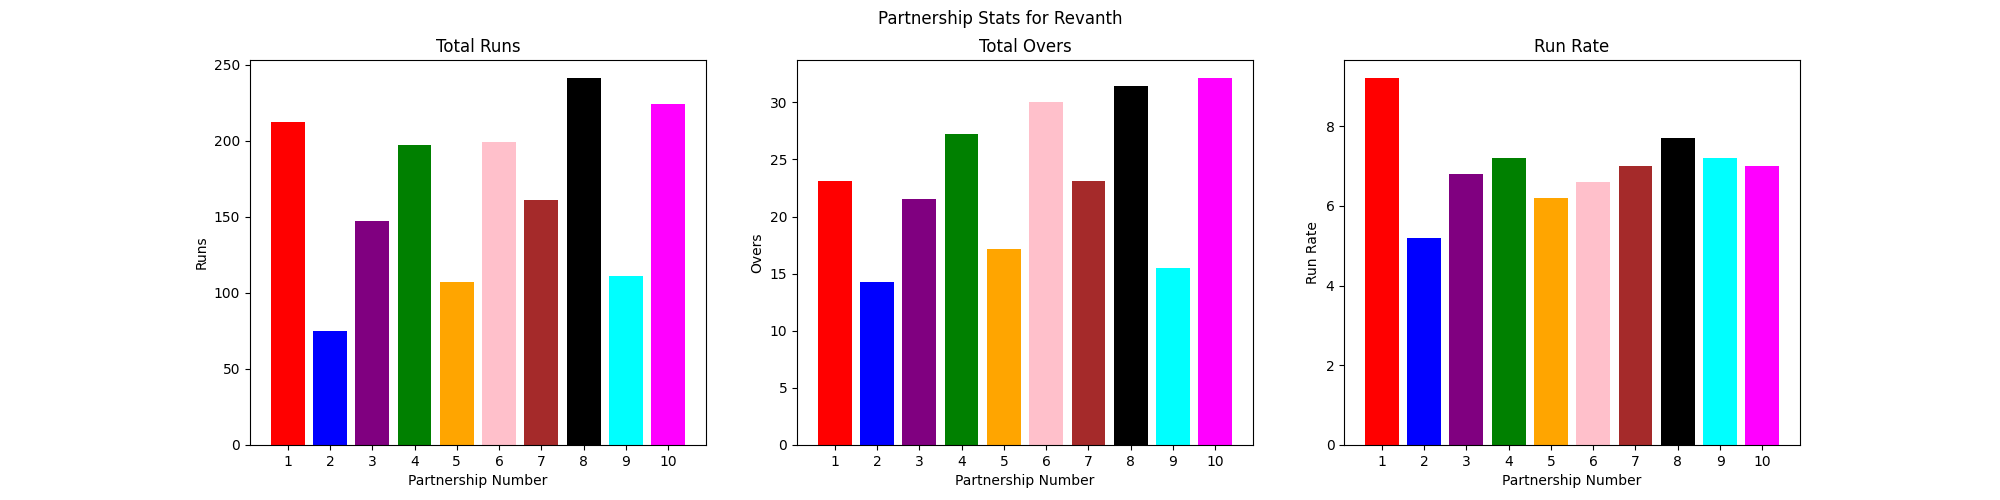 Partnership Stats for Revanth
Total Runs
250
200
150
100
50
0
Runs
1 2 3 4 5 6 7 8 9 10
Partnership Number
Total Overs
30
25
20
15
10
5
0
Overs
1 2 3 4 5 6 7 8 9 10
Partnership Number
Run Rate
8
6
4
2
0
Run Rate
1 2 3 4 5 6 7 8 9 10
Partnership Number